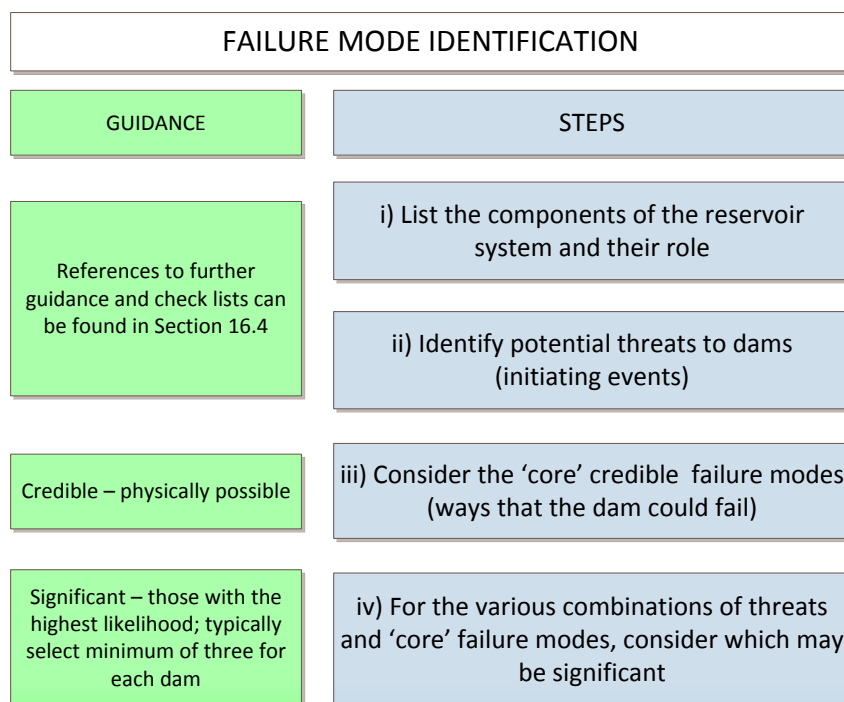 FAILURE MODE IDENTIFICATION
GUIDANCE
STEPS
References to further
guidance and check lists can
be found in Section 16.4
i) List the components of the reservoir
system and their role
ii) Identify potential threats to dams
(initiating events)
Credible – physically possible
iii) Consider the ‘core’ credible  failure modes
(ways that the dam could fail)
Significant – those with the
highest likelihood; typically
select minimum of three for
each dam
iv) For the various combinations of threats
and ‘core’ failure modes, consider which may
be significant